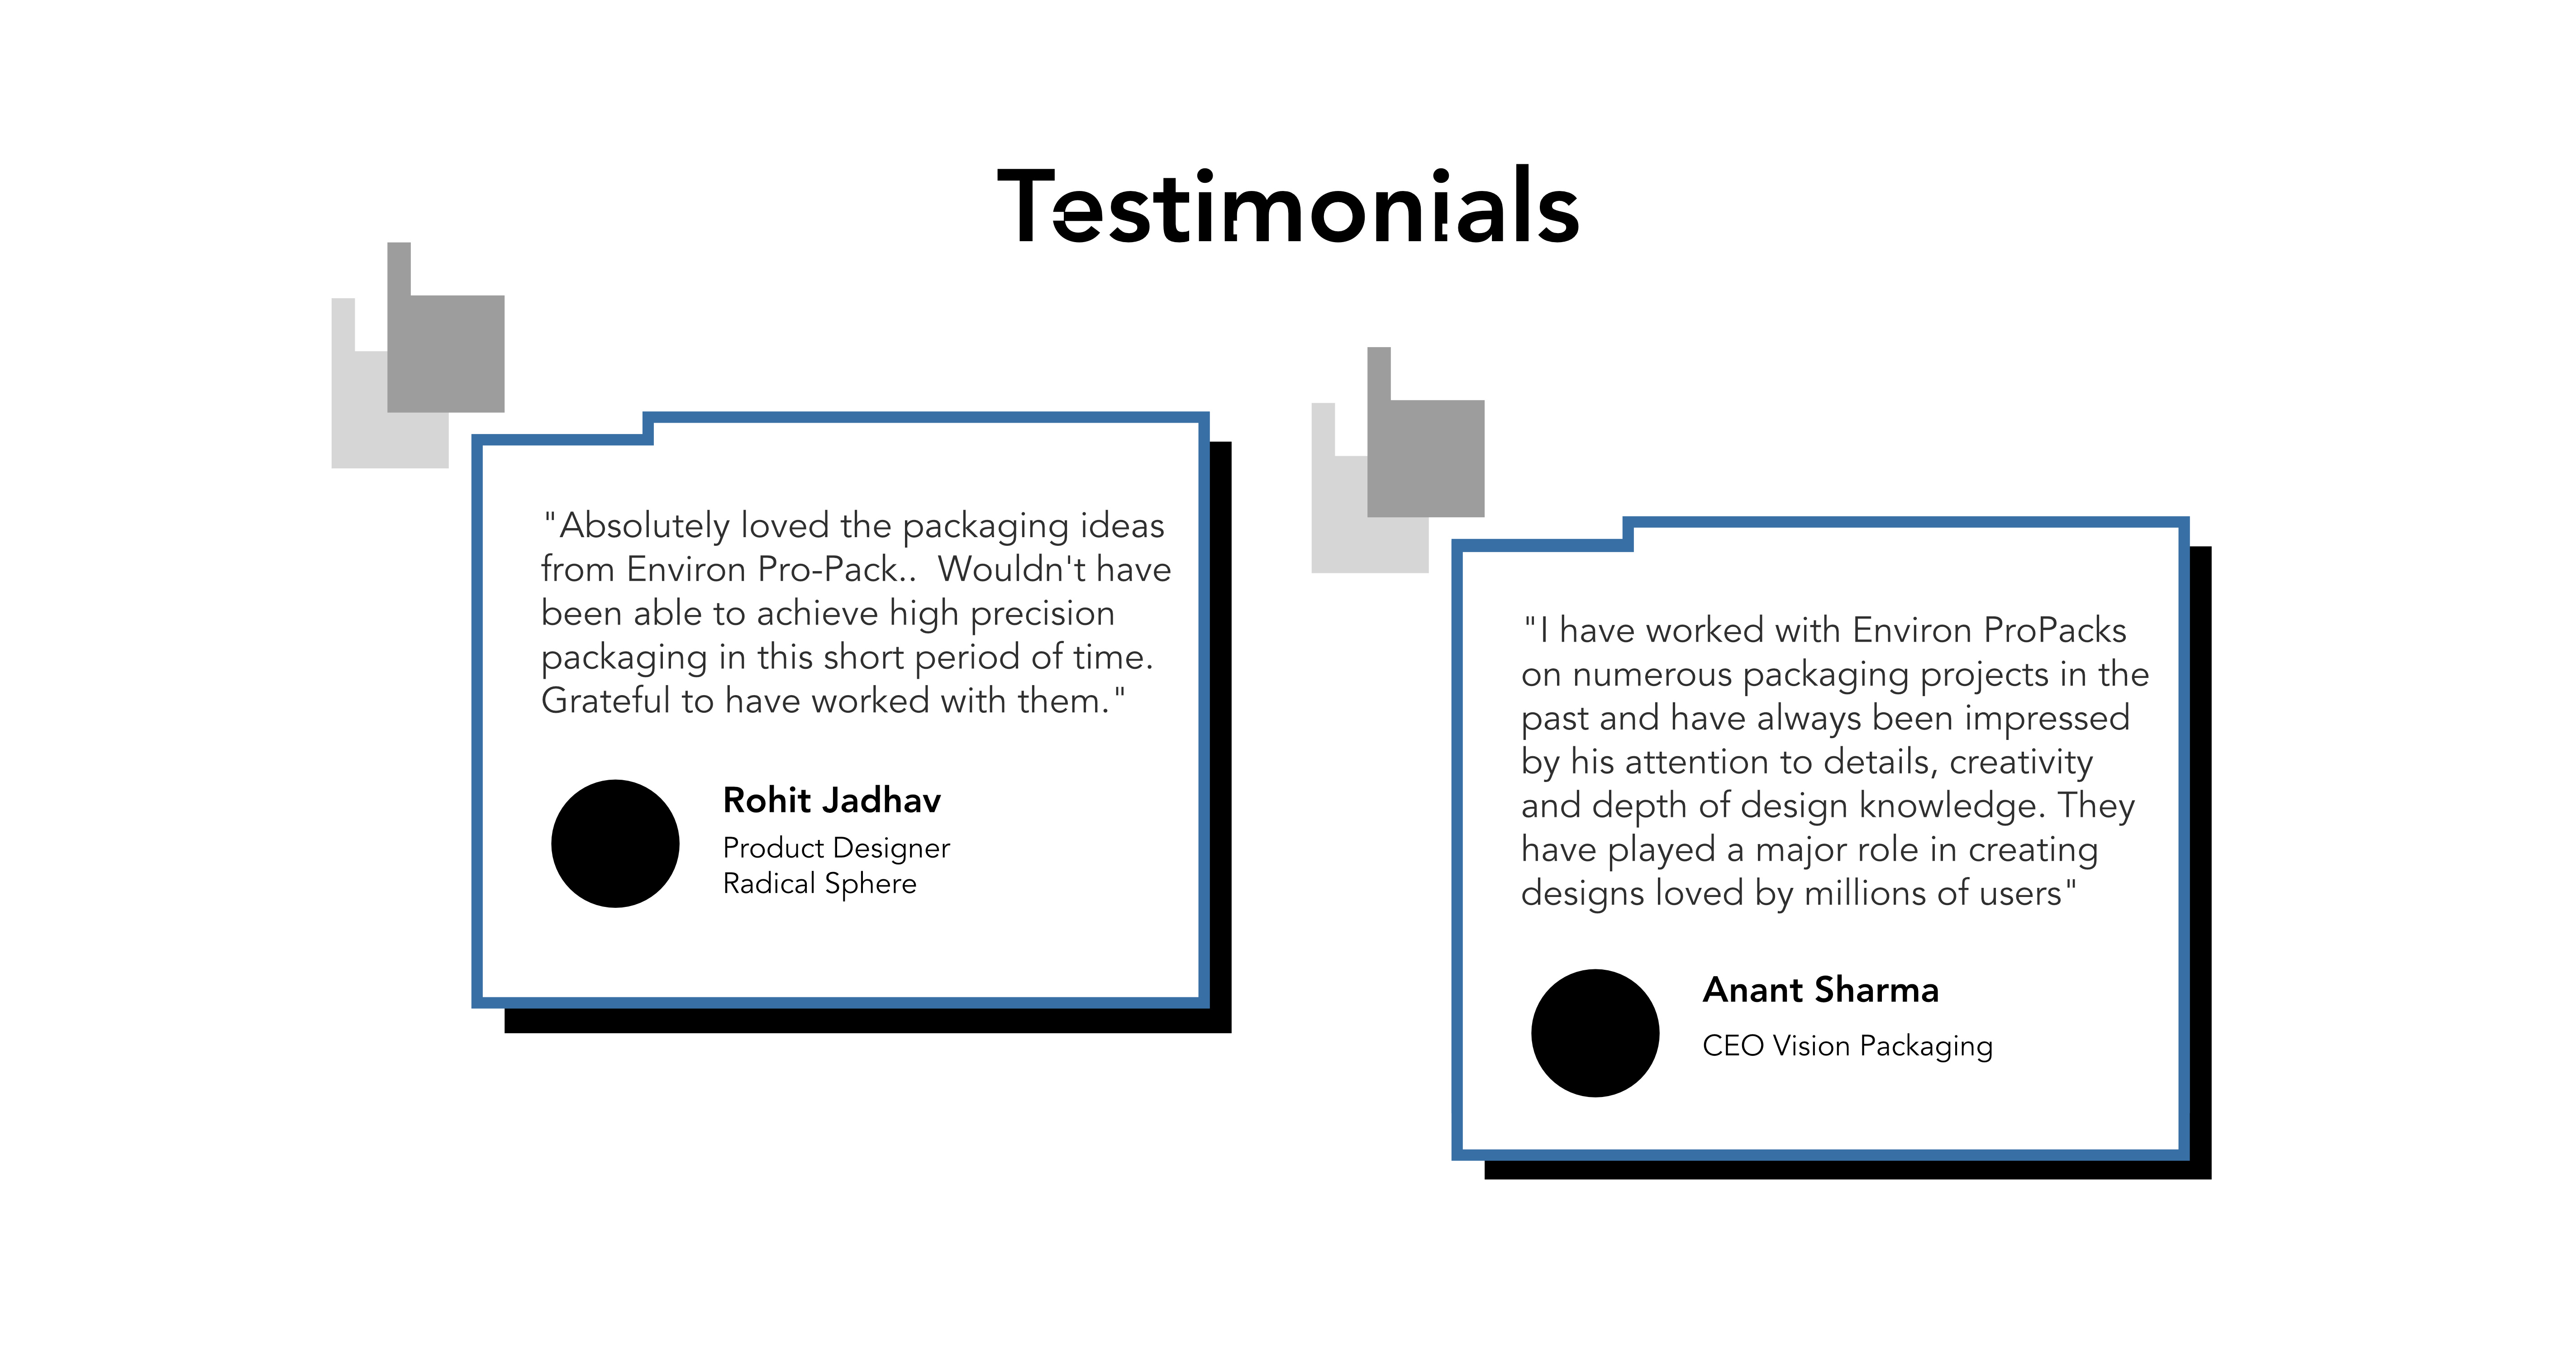 Testimonials
"Absolutely loved the packaging ideas
from Environ Pro-Pack..  Wouldn't have
been able to achieve high precision
packaging in this short period of time.
Grateful to have worked with them."
Rohit Jadhav
Product Designer
Radical Sphere
"I have worked with Environ ProPacks
on numerous packaging projects in the
past and have always been impressed
by his attention to details, creativity
and depth of design knowledge. They
have played a major role in creating
designs loved by millions of users"
Anant Sharma
CEO Vision Packaging